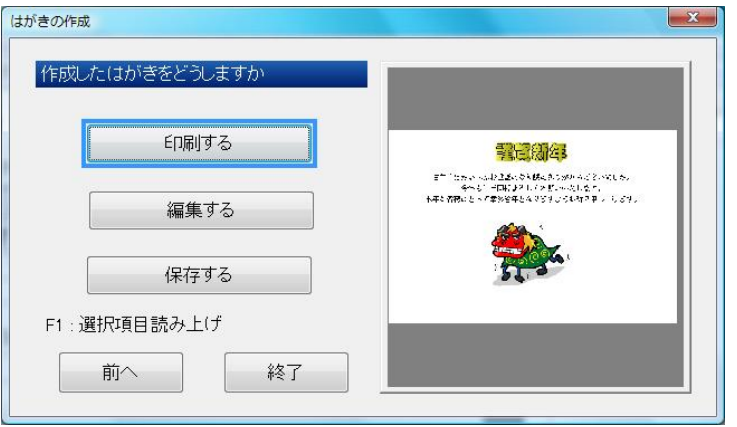 はがきの作成
作成したはがきをどうしますか
印刷する
編集する
保存する
F1：選択項目読み上げ
前へ
終了
謹賀新年